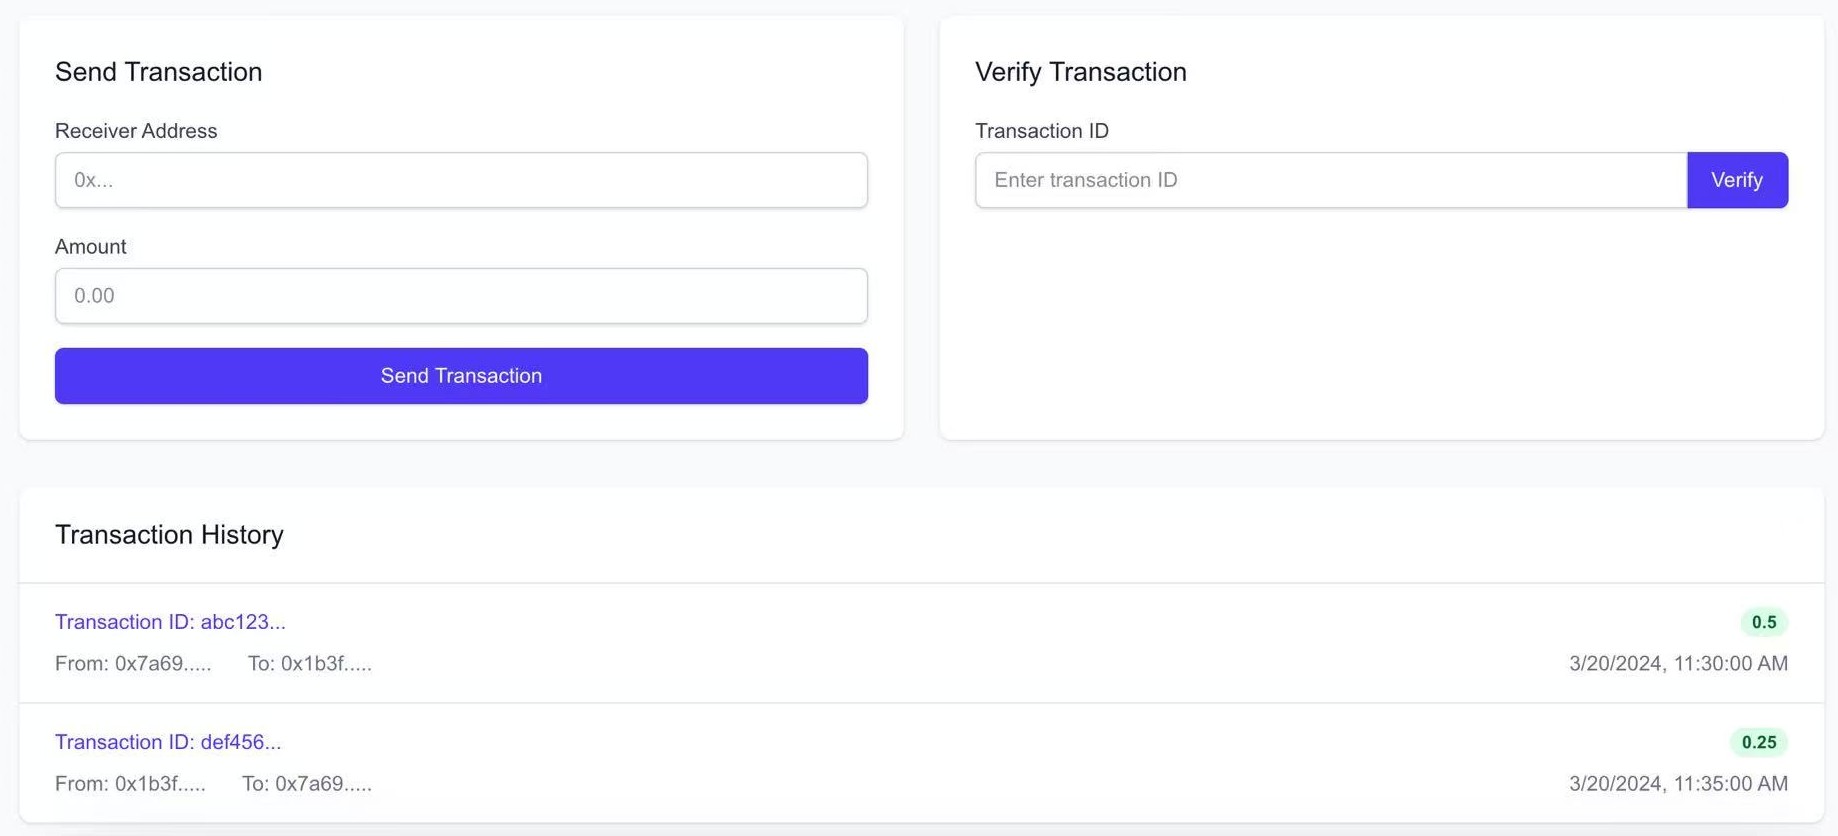 Send Transaction
Receiver Address
0x...
Amount
0.00
Send Transaction
Verify Transaction
Transaction ID
Enter transaction ID
Verify
Transaction History
Transaction ID: abc123...
0.5
From: 0x7a69..... To: 0x1b3f.....
3/20/2024, 11:30:00 AM
Transaction ID: def456...
0.25
From: 0x1b3f..... To: 0x7a69.....
3/20/2024, 11:35:00 AM